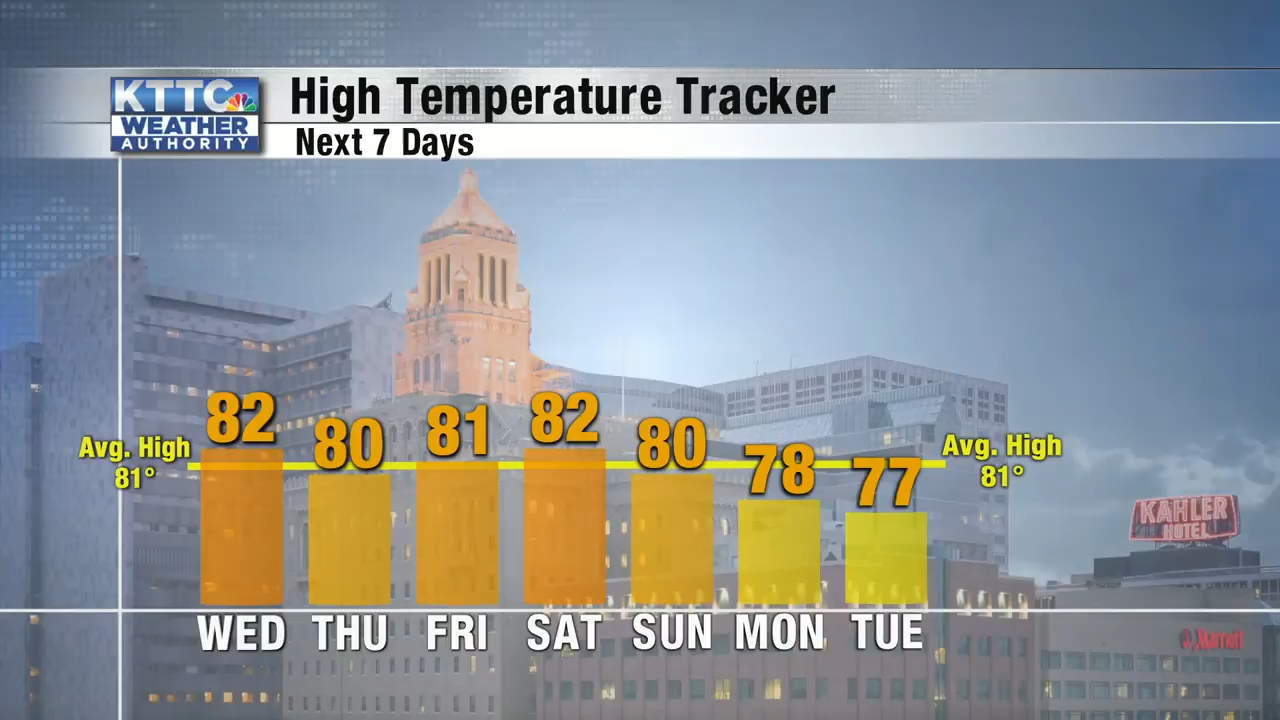 KTTC
WEATHER
AUTHORITY
High Temperature Tracker
Next 7 Days
82
80
81
82
80
78
77
Avg. High
81°
Avg. High
81°
KAHLER
HOTEL
Marriott
WED THU FRI SAT SUN MON TUE